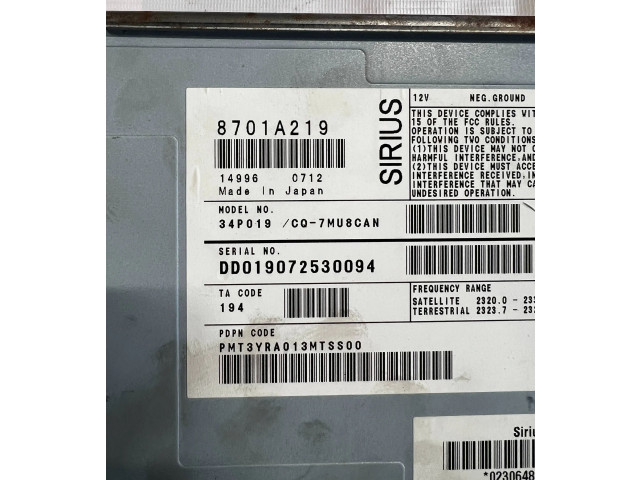 8701A219
14996 0712
Made In Japan
SIRIUS
12V NEG.GROUND
THIS DEVICE COMPLIES WIT
15 OF THE FCC RULES.
OPERATION IS SUBJECT TO
FOLLOWING TWO CONDITIONS
(1)THIS DEVICE MAY NOT C
HARMFUL INTERFERENCE,AND
(2)THIS DEVICE MUST ACCE
INTERFERENCE RECEIVED,IN
INTERFERENCE THAT MAY CA
UNDESIRED OPERATION.
MODEL NO.
34P019 /CQ-7MU8CAN
SERIAL NO.
DD019072530094
TA CODE
194
FREQUENCY RANGE
SATELLITE 2320.0 - 233
TERRESTRIAL 2323.7 - 232
PDPN CODE
PMT3YRA013MTSS00
Siriu
*0230648